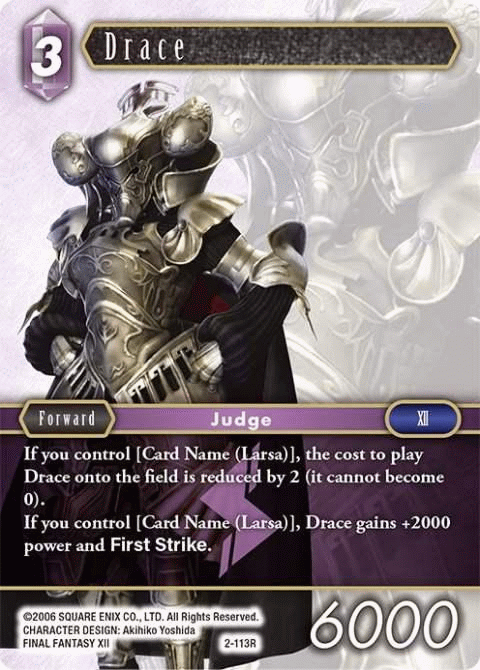 3
Drace
Forward
Judge
XII
If you control [Card Name (Larsa)], the cost to play
Drace onto the field is reduced by 2 (it cannot become
0).
If you control [Card Name (Larsa)], Drace gains +2000
power and First Strike.
©2006 SQUARE ENIX CO., LTD. All Rights Reserved.
CHARACTER DESIGN: Akihiko Yoshida
FINAL FANTASY XII
2-113R
6000